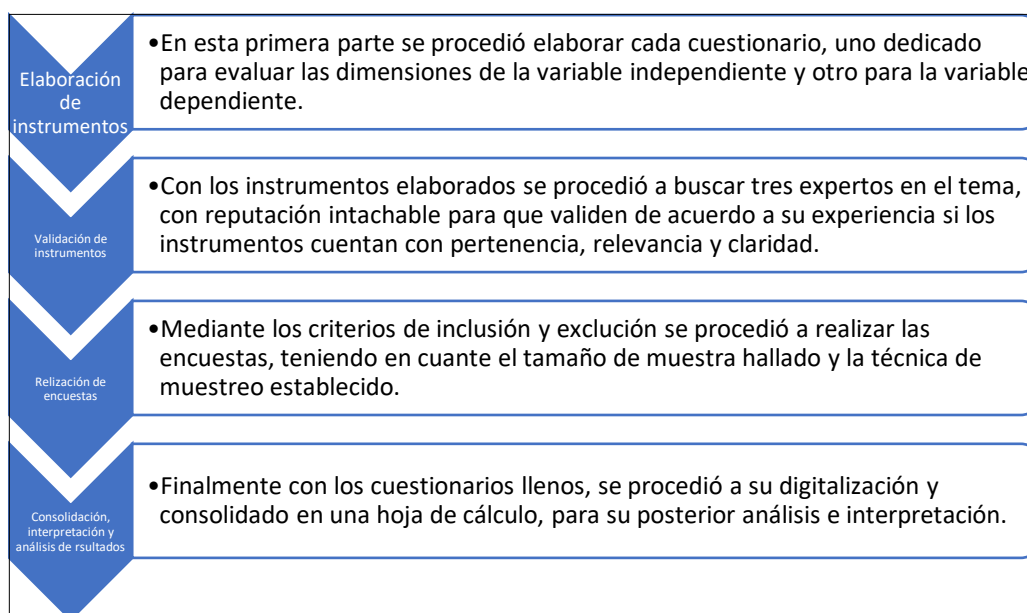 Elaboración
de
instrumentos
•En esta primera parte se procedió elaborar cada cuestionario, uno dedicado
para evaluar las dimensiones de la variable independiente y otro para la variable
dependiente.
Validación de
instrumentos
•Con los instrumentos elaborados se procedió a buscar tres expertos en el tema,
con reputación intachable para que validen de acuerdo a su experiencia si los
instrumentos cuentan con pertenencia, relevancia y claridad.
Relización de
encuestas
•Mediante los criterios de inclusión y exclución se procedió a realizar las
encuestas, teniendo en cuante el tamaño de muestra hallado y la técnica de
muestreo establecido.
Consolidación,
interpretación y
análisis de rsultados
•Finalmente con los cuestionarios llenos, se procedió a su digitalización y
consolidado en una hoja de cálculo, para su posterior análisis e interpretación.